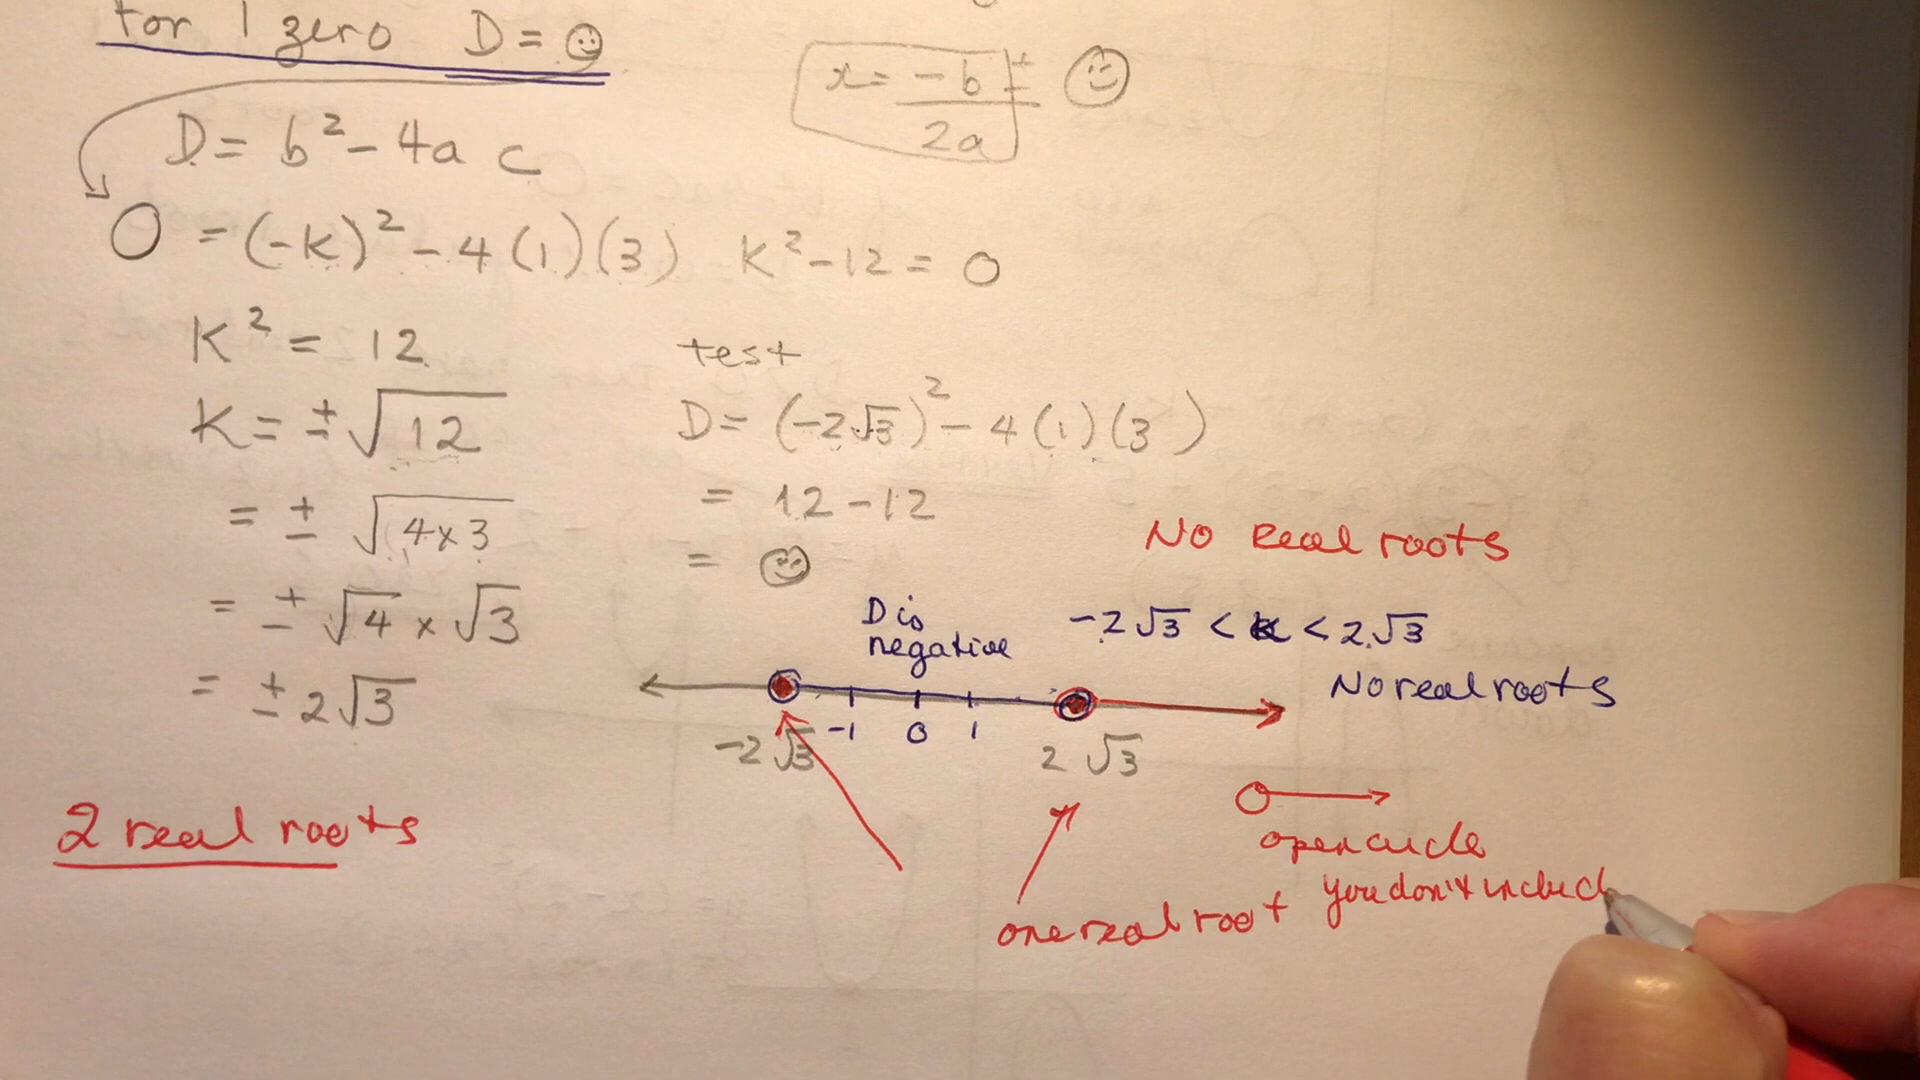 for 1 zero D = ☺
x = -b ± ☺ / 2a
D = b² - 4ac
0 = (-k)² - 4(1)(3) k² - 12 = 0
k² = 12
k = ± √12
= ± √4x3
= ± √4 x √3
= ± 2√3
test
D = (-2√3)² - 4(1)(3)
= 12 - 12
= ☺
No real roots
D is
negative
-2√3 < k < 2√3
No real roots
-1 0 1
-2√3 2√3
2 real roots
open circle
you don't includ
one real root